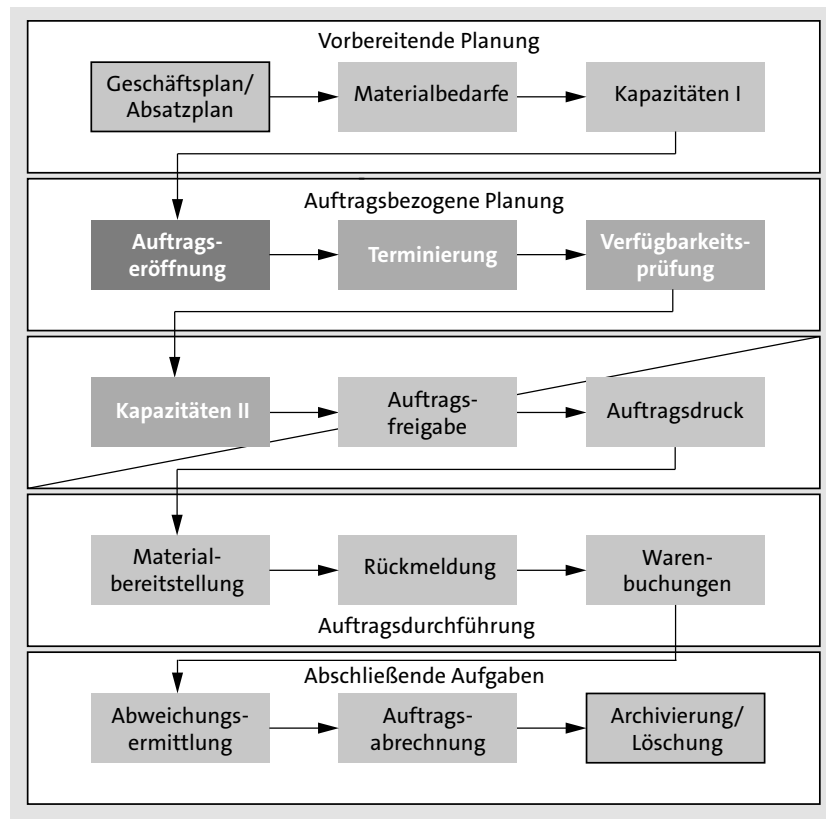 Vorbereitende Planung
Geschäftsplan/
Absatzplan
Materialbedarfe
Kapazitäten I
Auftragsbezogene Planung
Auftrags-
eröffnung
Terminierung
Verfügbarkeits-
prüfung
Kapazitäten II
Auftrags-
freigabe
Auftragsdruck
Material-
bereitstellung
Rückmeldung
Waren-
buchungen
Auftragsdurchführung
Abschließende Aufgaben
Abweichungs-
ermittlung
Auftrags-
abrechnung
Archivierung/
Löschung